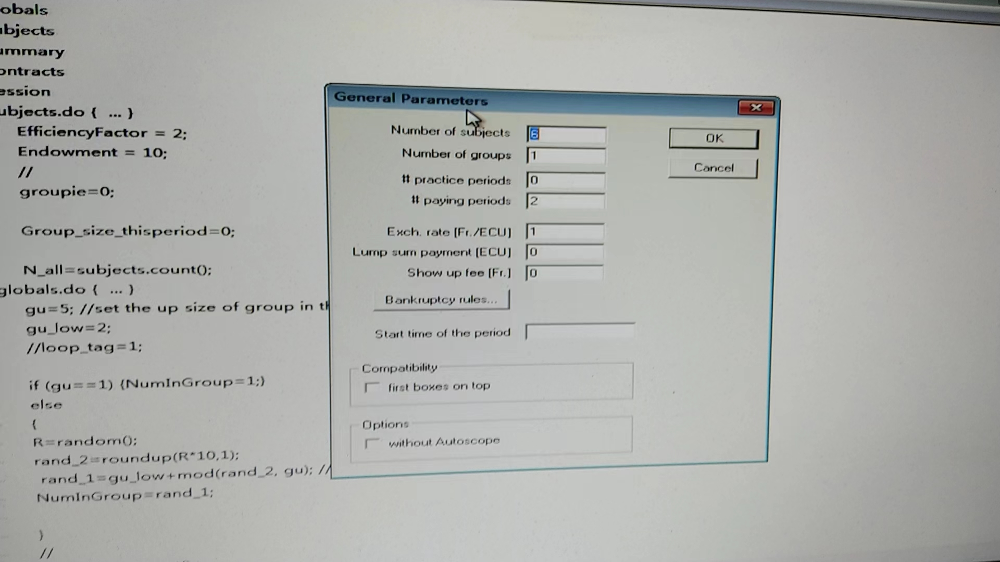 obals
bjects
ummary
ontracts
ession
ubjects.do { ... }
EfficiencyFactor = 2;
Endowment = 10;
//
groupie=0;
Group_size_thisperiod=0;
N_all=subjects.count();
globals.do { ... }
gu=5; //set the up size of group in th
gu_low=2;
//loop_tag=1;
if (gu==1) {NumInGroup=1;}
else
{
R=random();
rand_2=roundup(R*10,1);
rand_1=gu_low+mod(rand_2, gu); //
NumInGroup=rand_1;
}
//
General Parameters
Number of subjects 6
Number of groups 1
# practice periods 0
# paying periods 2
Exch. rate [Fr./ECU] 1
Lump sum payment [ECU] 0
Show up fee [Fr.] 0
Bankruptcy rules...
Start time of the period
Compatibility
first boxes on top
Options
without Autoscope
OK
Cancel